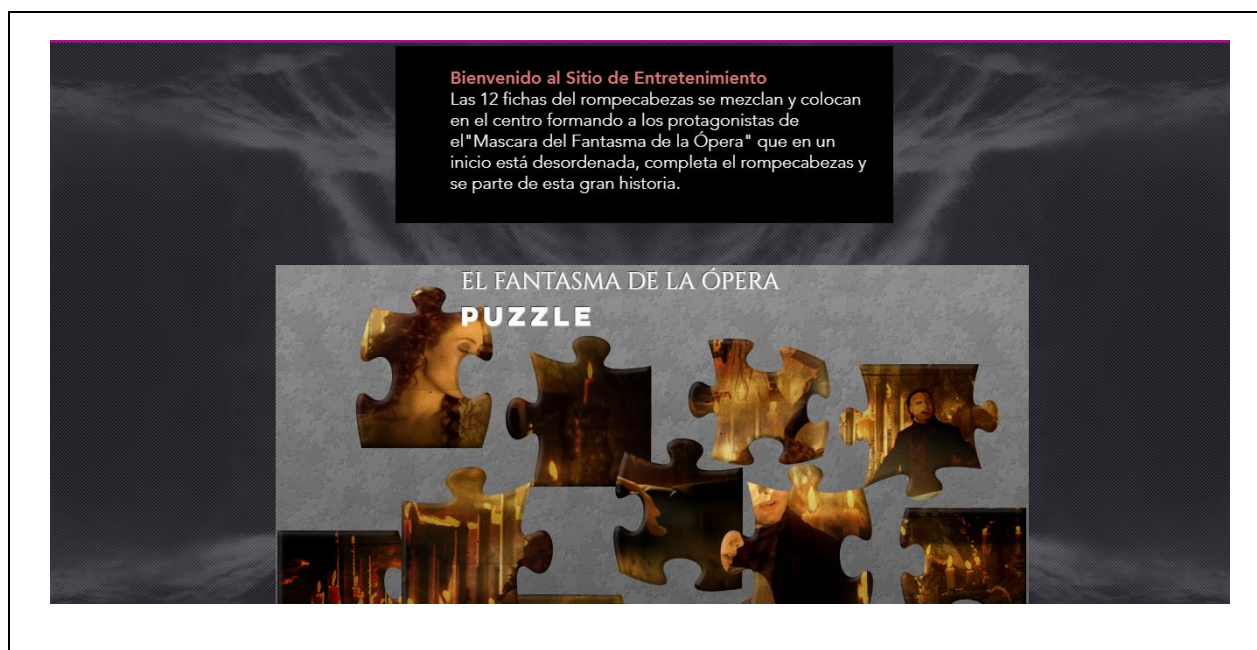 Bienvenido al Sitio de Entretenimiento
Las 12 fichas del rompecabezas se mezclan y colocan
en el centro formando a los protagonistas de
el"Mascara del Fantasma de la Ópera" que en un
inicio está desordenada, completa el rompecabezas y
se parte de esta gran historia.
EL FANTASMA DE LA ÓPERA
PUZZLE